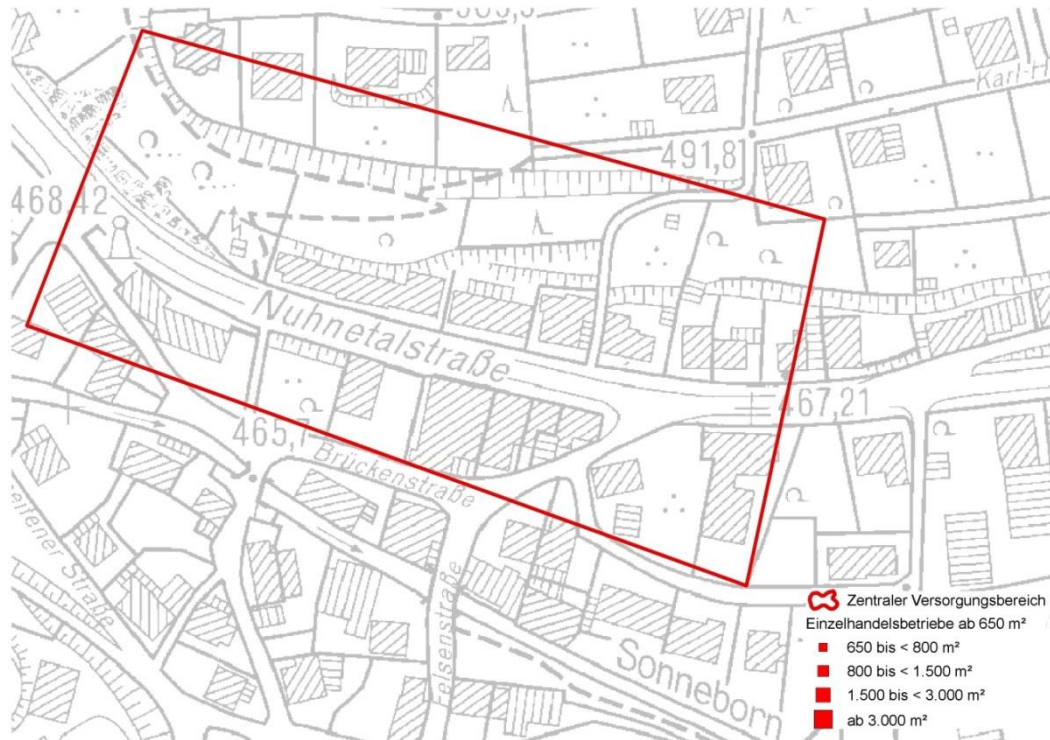 491,81
468,42
Nuhnetalstraße
467,21
465,7
Brückenstraße
Felsenstraße
Sonneborn
Straße
Zentraler Versorgungsbereich
Einzelhandelsbetriebe ab 650 m²
650 bis < 800 m²
800 bis < 1.500 m²
1.500 bis < 3.000 m²
ab 3.000 m²